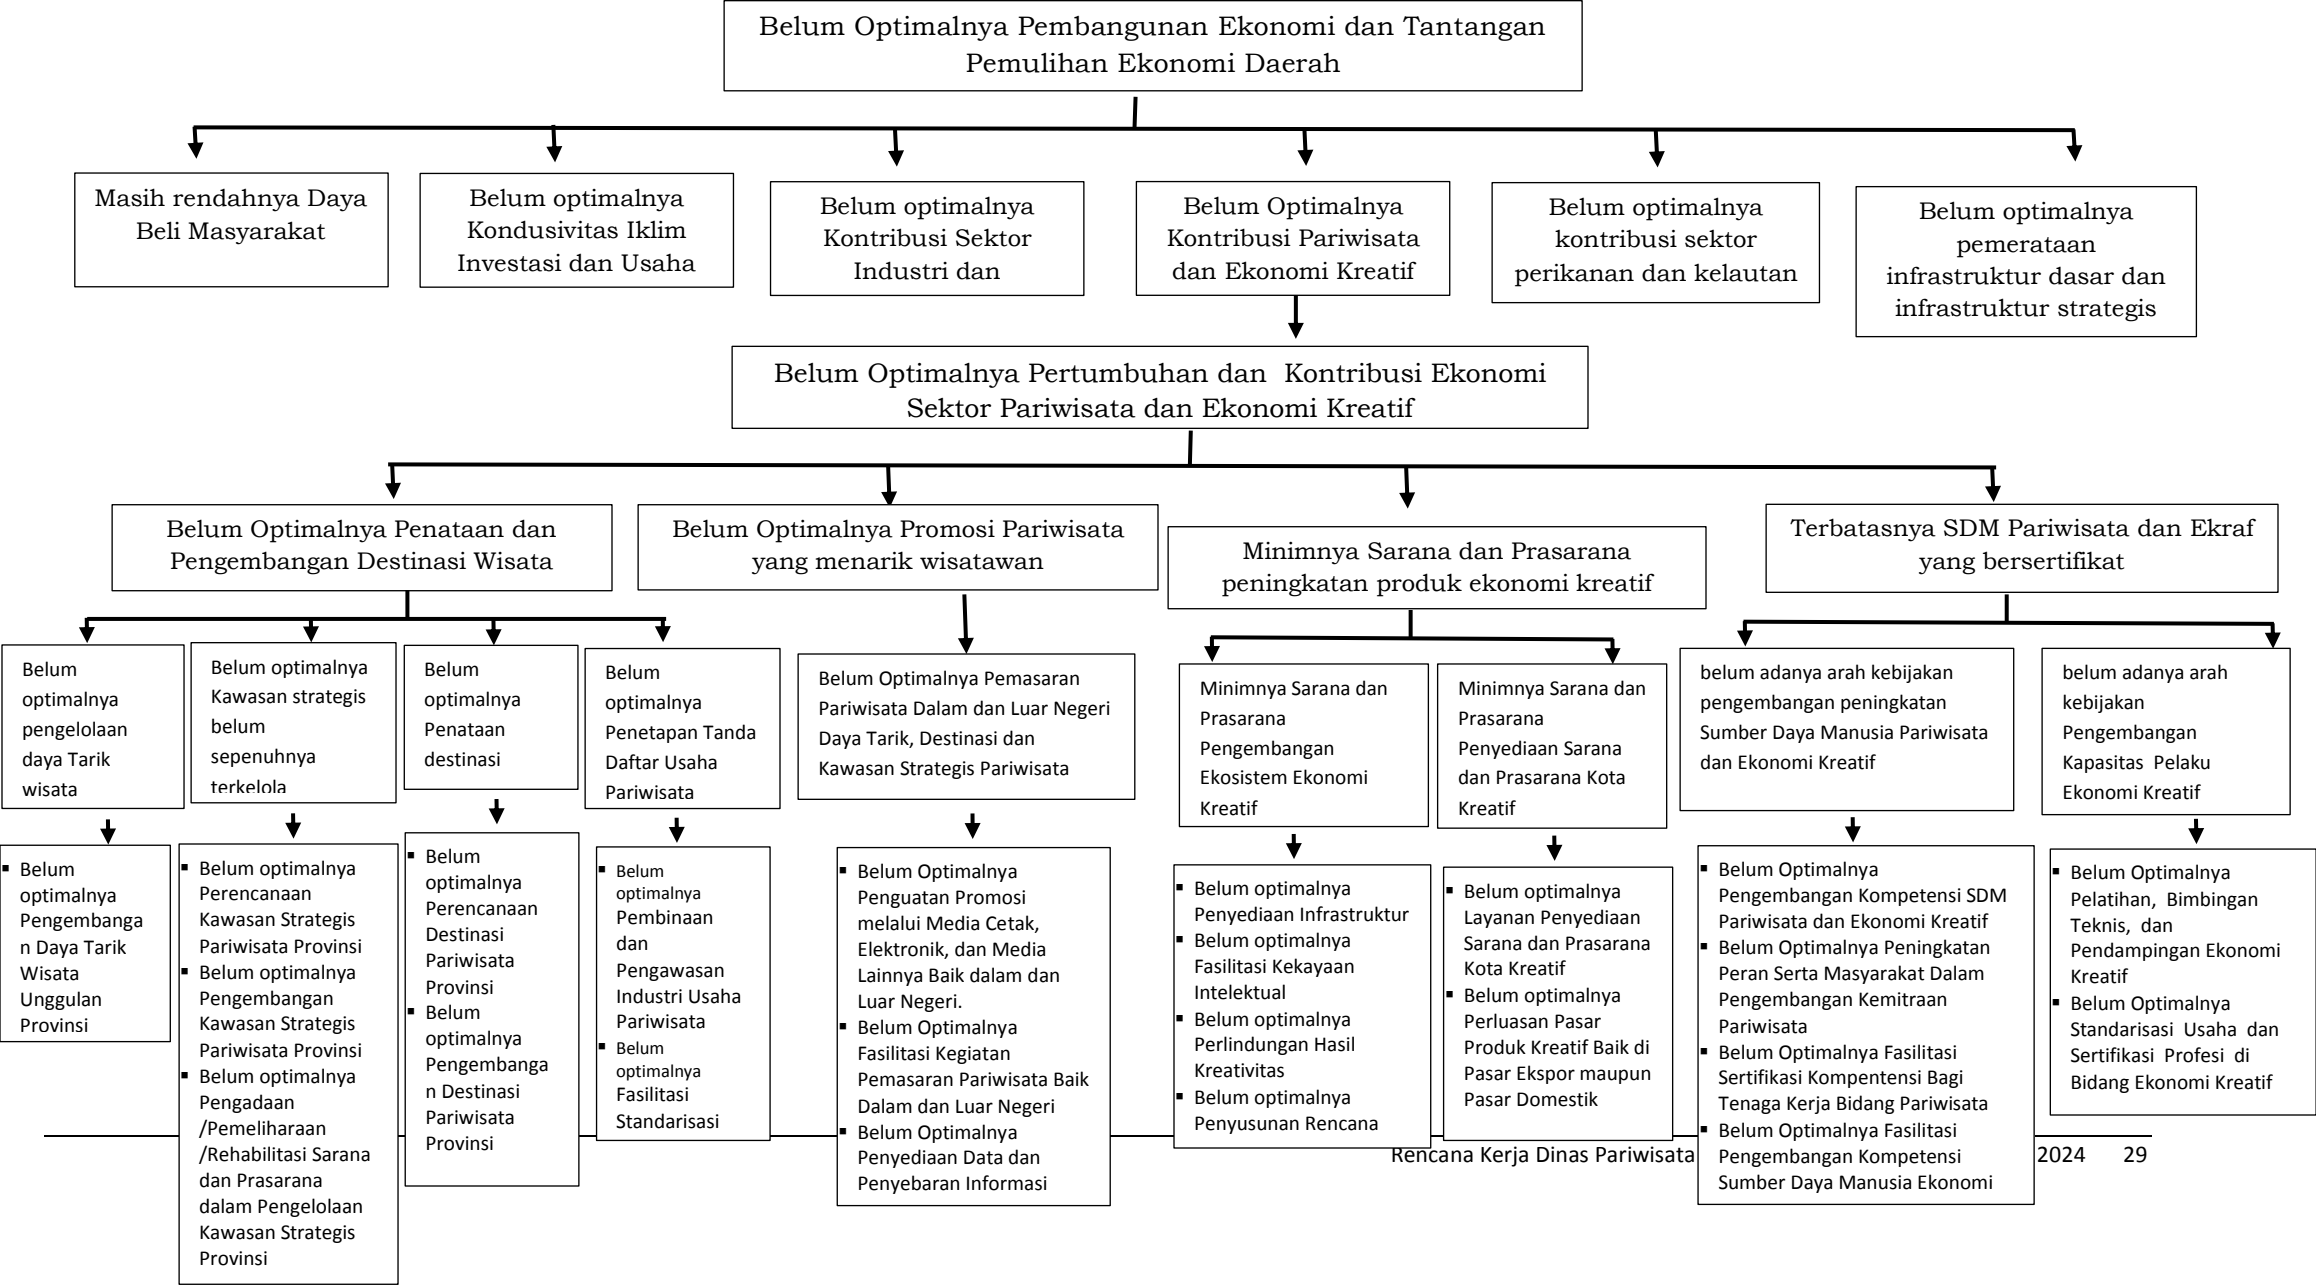 Belum Optimalnya Pembangunan Ekonomi dan Tantangan
Pemulihan Ekonomi Daerah
Masih rendahnya Daya
Beli Masyarakat
Belum optimalnya
Kondusivitas Iklim
Investasi dan Usaha
Belum optimalnya
Kontribusi Sektor
Industri dan
Belum Optimalnya
Kontribusi Pariwisata
dan Ekonomi Kreatif
Belum optimalnya
kontribusi sektor
perikanan dan kelautan
Belum optimalnya
pemerataan
infrastruktur dasar dan
infrastruktur strategis
Belum Optimalnya Pertumbuhan dan Kontribusi Ekonomi
Sektor Pariwisata dan Ekonomi Kreatif
Belum Optimalnya Penataan dan
Pengembangan Destinasi Wisata
Belum Optimalnya Promosi Pariwisata
yang menarik wisatawan
Minimnya Sarana dan Prasarana
peningkatan produk ekonomi kreatif
Terbatasnya SDM Pariwisata dan Ekraf
yang bersertifikat
Belum
optimalnya
pengelolaan
daya Tarik
wisata
Belum optimalnya
Kawasan strategis
belum
sepenuhnya
terkelola
Belum
optimalnya
Penataan
destinasi
Belum
optimalnya
Penetapan Tanda
Daftar Usaha
Pariwisata
Belum Optimalnya Pemasaran
Pariwisata Dalam dan Luar Negeri
Daya Tarik, Destinasi dan
Kawasan Strategis Pariwisata
Minimnya Sarana dan
Prasarana
Pengembangan
Ekosistem Ekonomi
Kreatif
Minimnya Sarana dan
Prasarana
Penyediaan Sarana
dan Prasarana Kota
Kreatif
belum adanya arah kebijakan
pengembangan peningkatan
Sumber Daya Manusia Pariwisata
dan Ekonomi Kreatif
belum adanya arah
kebijakan
Pengembangan
Kapasitas Pelaku
Ekonomi Kreatif
▪ Belum
optimalnya
Pengembanga
n Daya Tarik
Wisata
Unggulan
Provinsi
▪ Belum optimalnya
Perencanaan
Kawasan Strategis
Pariwisata Provinsi
▪ Belum optimalnya
Pengembangan
Kawasan Strategis
Pariwisata Provinsi
▪ Belum optimalnya
Pengadaan
/Pemeliharaan
/Rehabilitasi Sarana
dan Prasarana
dalam Pengelolaan
Kawasan Strategis
Provinsi
▪ Belum
optimalnya
Perencanaan
Destinasi
Pariwisata
Provinsi
▪ Belum
optimalnya
Pengembanga
n Destinasi
Pariwisata
Provinsi
▪ Belum
optimalnya
Pembinaan
dan
Pengawasan
Industri Usaha
Pariwisata
▪ Belum
optimalnya
Fasilitasi
Standarisasi
▪ Belum Optimalnya
Penguatan Promosi
melalui Media Cetak,
Elektronik, dan Media
Lainnya Baik dalam dan
Luar Negeri.
▪ Belum Optimalnya
Fasilitasi Kegiatan
Pemasaran Pariwisata Baik
Dalam dan Luar Negeri
▪ Belum Optimalnya
Penyediaan Data dan
Penyebaran Informasi
▪ Belum optimalnya
Penyediaan Infrastruktur
▪ Belum optimalnya
Fasilitasi Kekayaan
Intelektual
▪ Belum optimalnya
Perlindungan Hasil
Kreativitas
▪ Belum optimalnya
Penyusunan Rencana
▪ Belum optimalnya
Layanan Penyediaan
Sarana dan Prasarana
Kota Kreatif
▪ Belum optimalnya
Perluasan Pasar
Produk Kreatif Baik di
Pasar Ekspor maupun
Pasar Domestik
▪ Belum Optimalnya
Pengembangan Kompetensi SDM
Pariwisata dan Ekonomi Kreatif
▪ Belum Optimalnya Peningkatan
Peran Serta Masyarakat Dalam
Pengembangan Kemitraan
Pariwisata
▪ Belum Optimalnya Fasilitasi
Sertifikasi Kompentensi Bagi
Tenaga Kerja Bidang Pariwisata
▪ Belum Optimalnya Fasilitasi
Pengembangan Kompetensi
Sumber Daya Manusia Ekonomi
▪ Belum Optimalnya
Pelatihan, Bimbingan
Teknis, dan
Pendampingan Ekonomi
Kreatif
▪ Belum Optimalnya
Standarisasi Usaha dan
Sertifikasi Profesi di
Bidang Ekonomi Kreatif
Rencana Kerja Dinas Pariwisata 2024 29